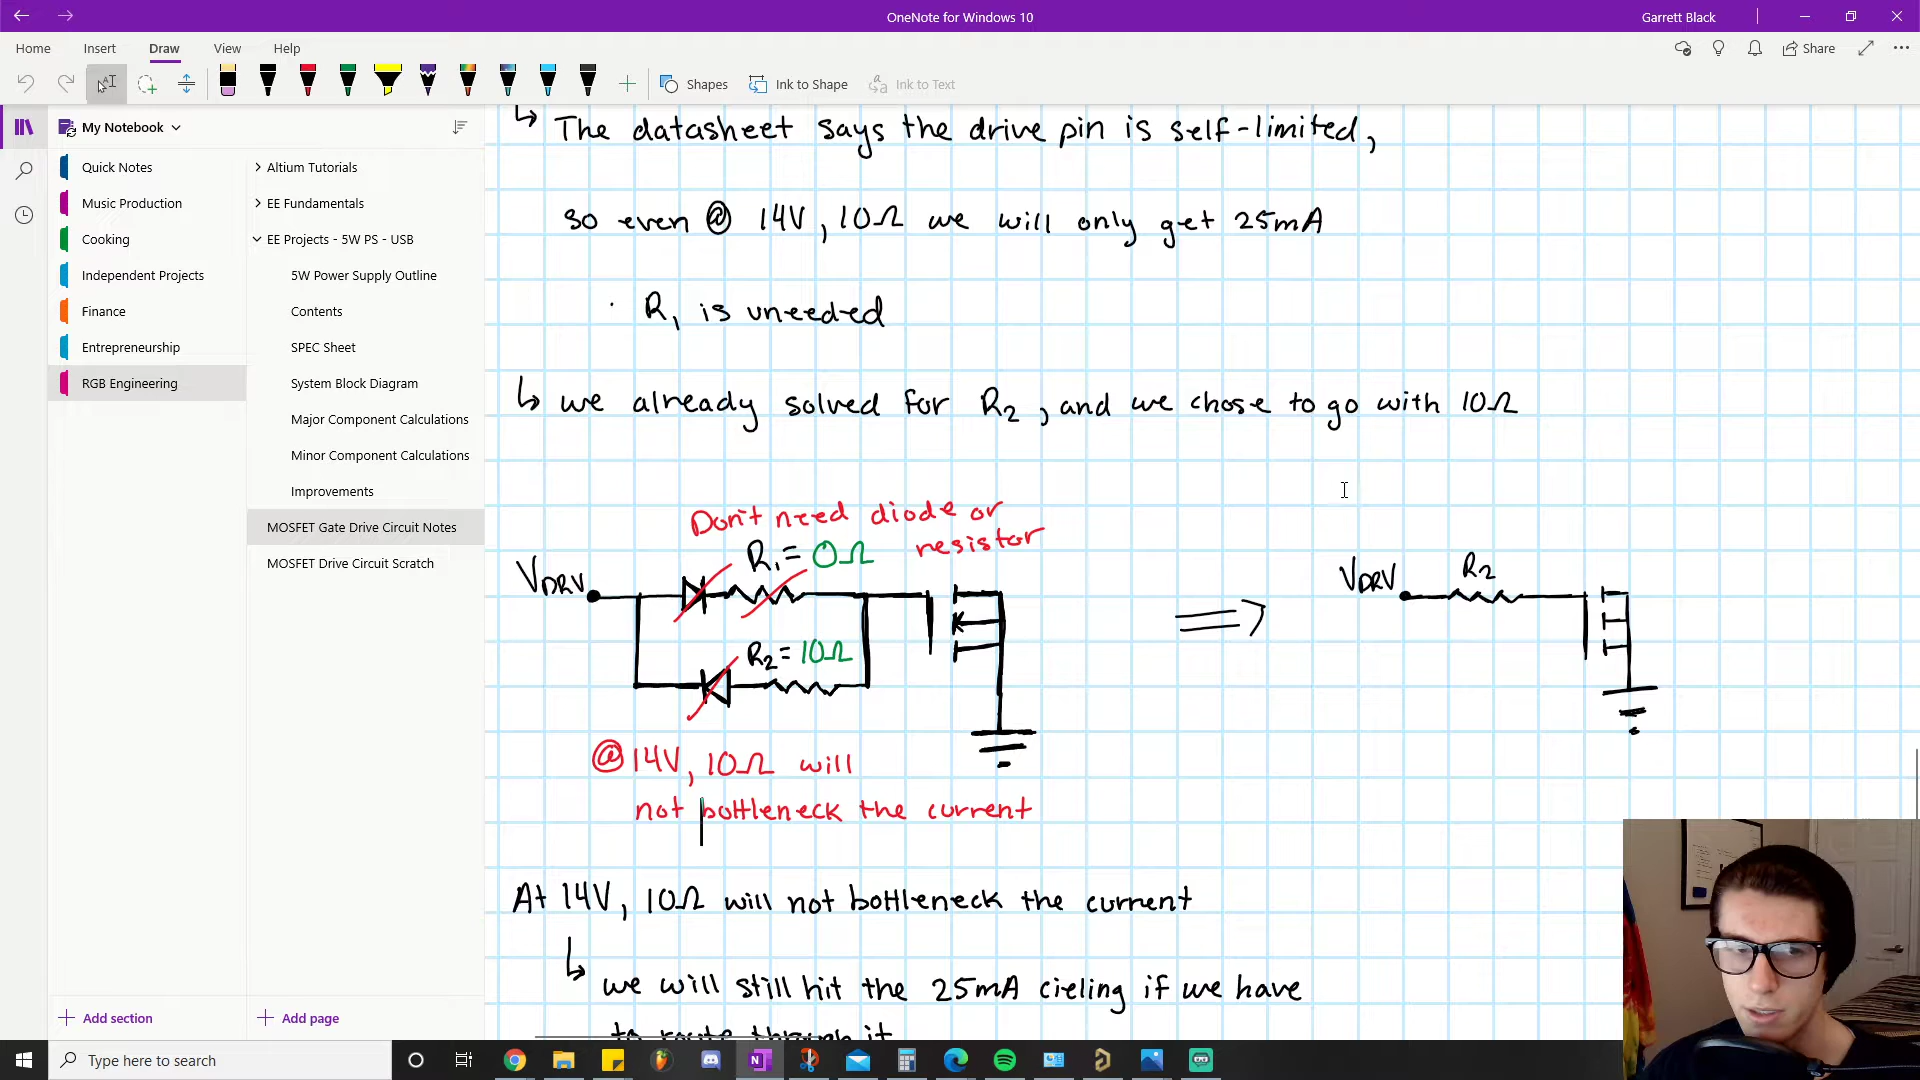 OneNote for Windows 10
Garrett Black
Home
Insert
Draw
View
Help
Share
Shapes
Ink to Shape
Ink to Text
My Notebook
Quick Notes
Music Production
Cooking
Independent Projects
Finance
Entrepreneurship
RGB Engineering
Add section
Altium Tutorials
EE Fundamentals
EE Projects - 5W PS - USB
5W Power Supply Outline
Contents
SPEC Sheet
System Block Diagram
Major Component Calculations
Minor Component Calculations
Improvements
MOSFET Gate Drive Circuit Notes
MOSFET Drive Circuit Scratch
Add page
↳ The datasheet says the drive pin is self-limited,
so even @ 14V, 10Ω we will only get 25mA
· R₁ is uneeded
↳ we already solved for R₂, and we chose to go with 10Ω
Don't need diode or
resistor
R₁ = 0Ω
VDRV
R₂ = 10Ω
@ 14V, 10Ω will
not bottleneck the current
VDRV
R₂
At 14V, 10Ω will not bottleneck the current
↳ we will still hit the 25mA cieling if we have
to route through it
Type here to search